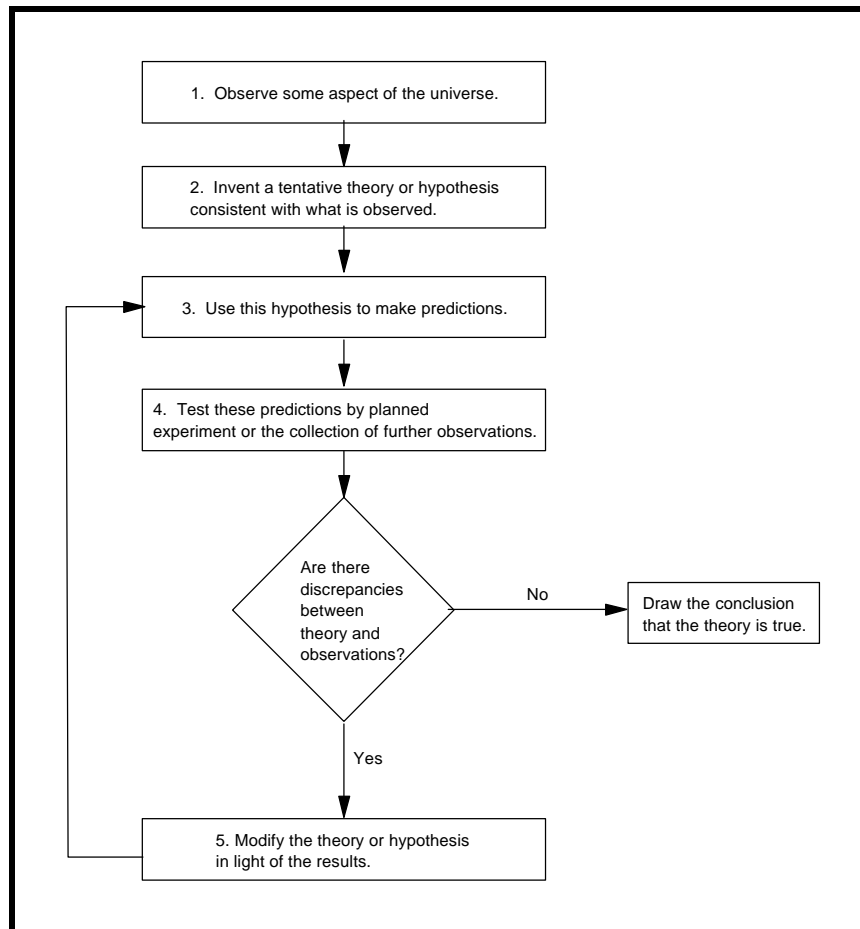 1. Observe some aspect of the universe.
2. Invent a tentative theory or hypothesis
consistent with what is observed.
3. Use this hypothesis to make predictions.
4. Test these predictions by planned
experiment or the collection of further observations.
Are there
discrepancies
between
theory and
observations?
No
Draw the conclusion
that the theory is true.
Yes
5. Modify the theory or hypothesis
in light of the results.